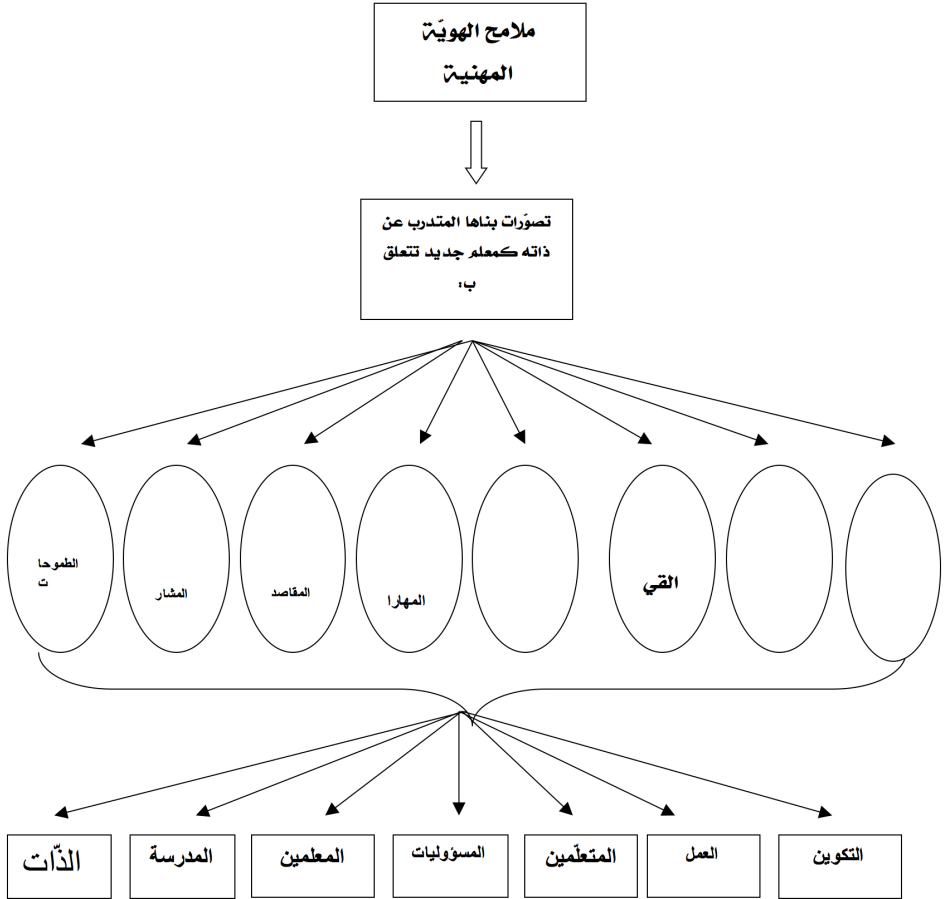 ملامح الهويّة
المهنية
تصوّرات بناها المتدرب عن
ذاته كمعلم جديد تتعلق
ب:
القي
المهارا
المقاصد
المشار
الطموحا
ت
التكوين
العمل
المتعلّمين
المسؤوليات
المعلمين
المدرسة
الذّات